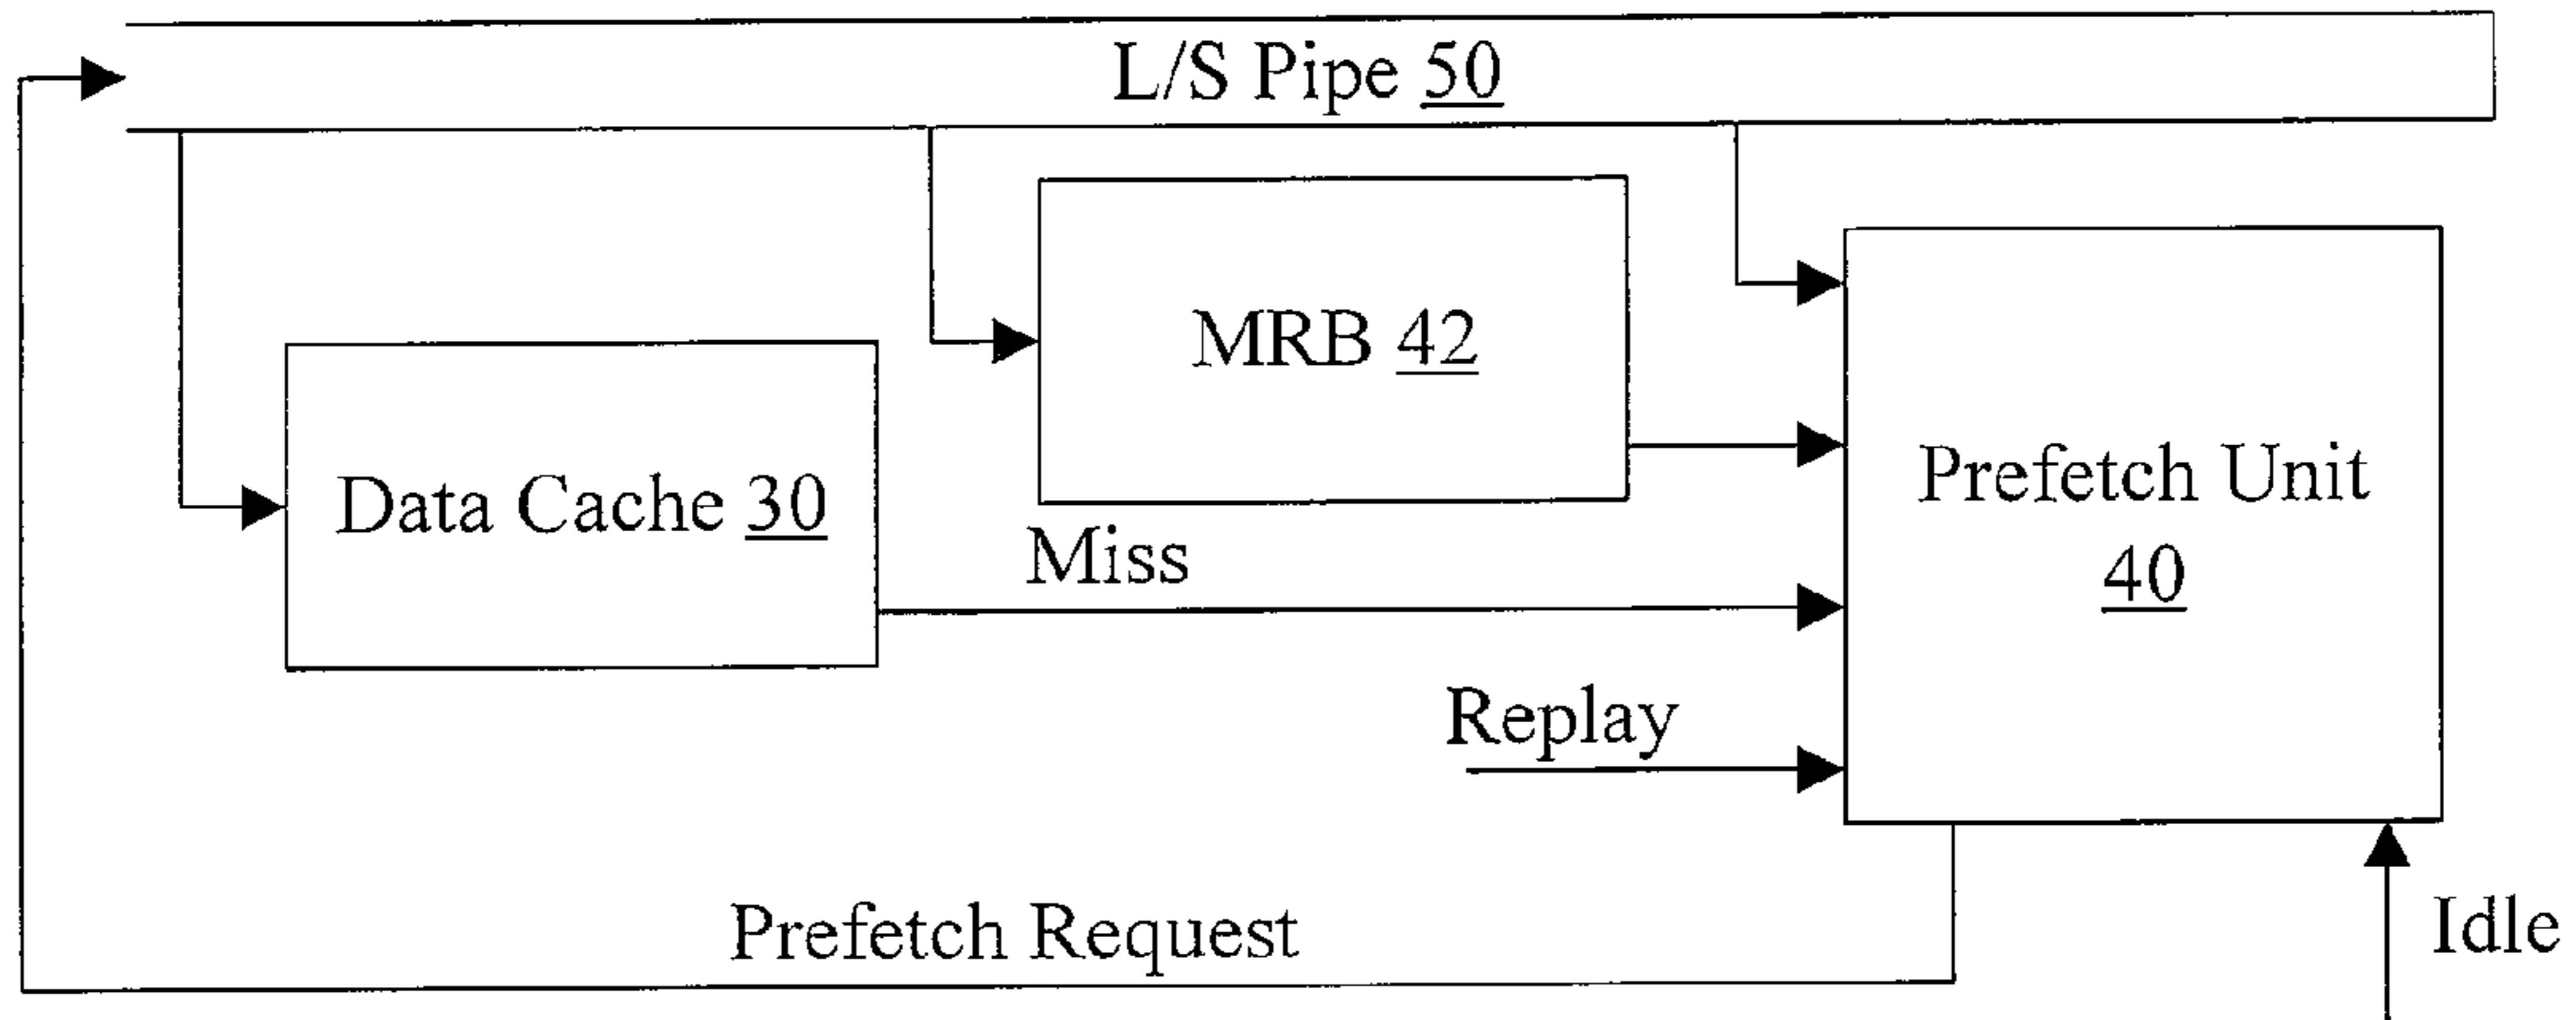 L/S Pipe 50
MRB 42
Data Cache 30
Prefetch Unit
40
Miss
Replay
Prefetch Request
Idle